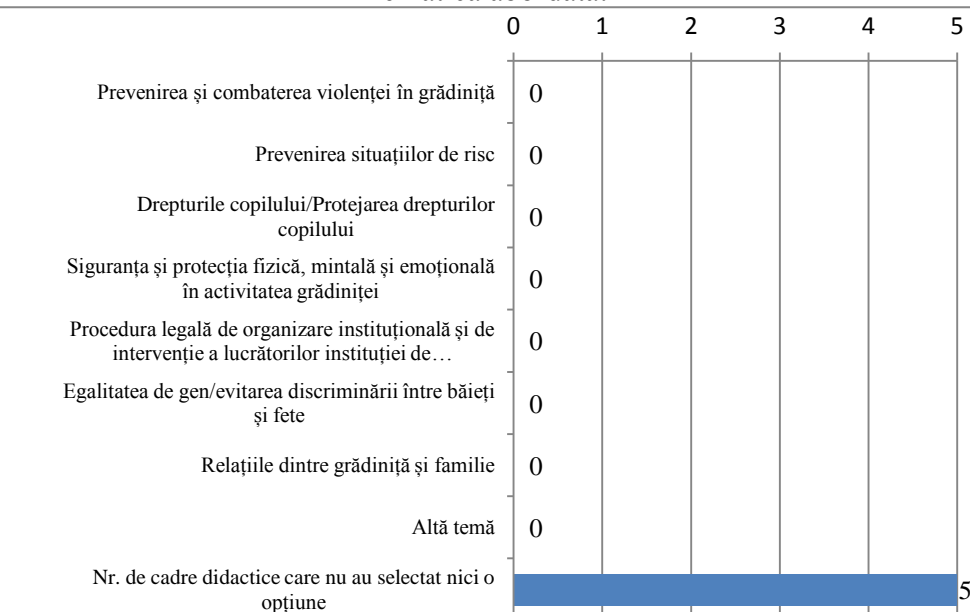 0 1 2 3 4 5
Prevenirea și combaterea violenței în grădiniță 0
Prevenirea situațiilor de risc 0
Drepturile copilului/Protejarea drepturilor
copilului 0
Siguranța și protecția fizică, mintală și emoțională
în activitatea grădiniței 0
Procedura legală de organizare instituțională și de
intervenție a lucrătorilor instituției de… 0
Egalitatea de gen/evitarea discriminării între băieți
și fete 0
Relațiile dintre grădiniță și familie 0
Altă temă 0
Nr. de cadre didactice care nu au selectat nici o
opțiune 5